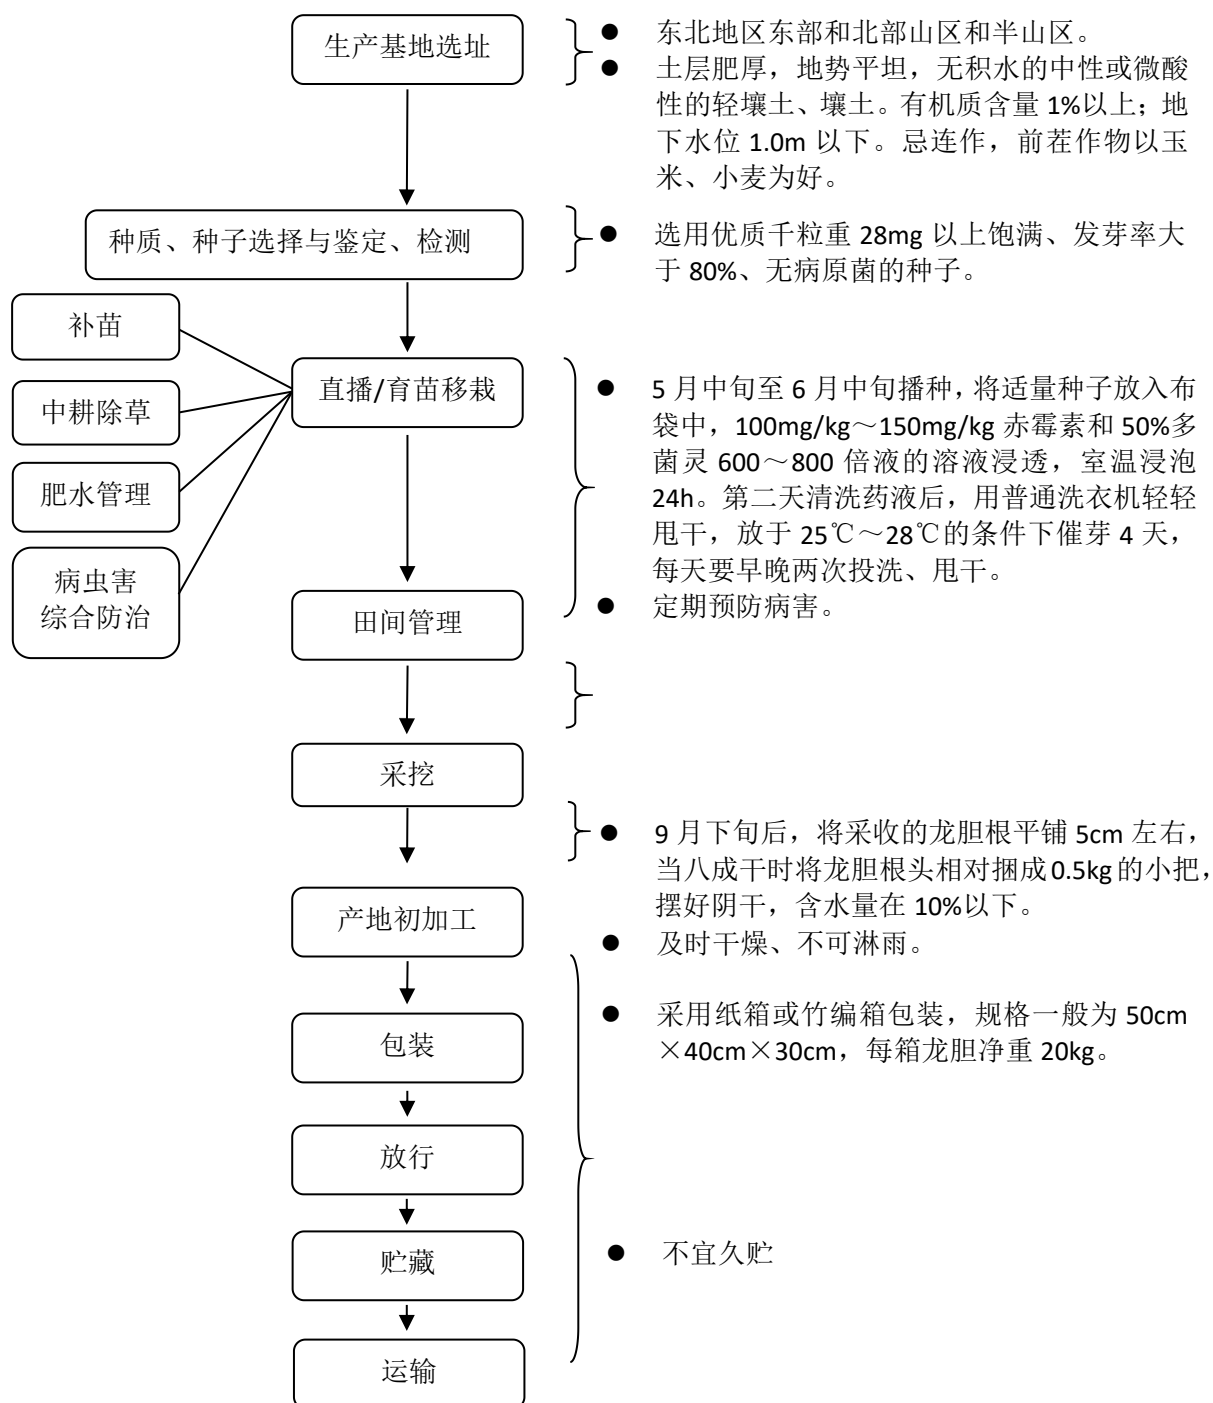 生产基地选址
● 东北地区东部和北部山区和半山区。
● 土层肥厚，地势平坦，无积水的中性或微酸
性的轻壤土、壤土。有机质含量 1%以上；地
下水位 1.0m 以下。忌连作，前茬作物以玉
米、小麦为好。
种质、种子选择与鉴定、检测
● 选用优质千粒重 28mg 以上饱满、发芽率大
于 80%、无病原菌的种子。
补苗
中耕除草
肥水管理
病虫害
综合防治
直播/育苗移栽
● 5 月中旬至 6 月中旬播种，将适量种子放入布
袋中，100mg/kg～150mg/kg 赤霉素和 50%多
菌灵 600～800 倍液的溶液浸透，室温浸泡
24h。第二天清洗药液后，用普通洗衣机轻轻
甩干，放于 25℃～28℃的条件下催芽 4 天，
每天要早晚两次投洗、甩干。
● 定期预防病害。
田间管理
采挖
● 9 月下旬后，将采收的龙胆根平铺 5cm 左右，
当八成干时将龙胆根头相对捆成 0.5kg 的小把，
摆好阴干，含水量在 10%以下。
● 及时干燥、不可淋雨。
产地初加工
● 采用纸箱或竹编箱包装，规格一般为 50cm
×40cm×30cm，每箱龙胆净重 20kg。
包装
放行
贮藏
● 不宜久贮
运输